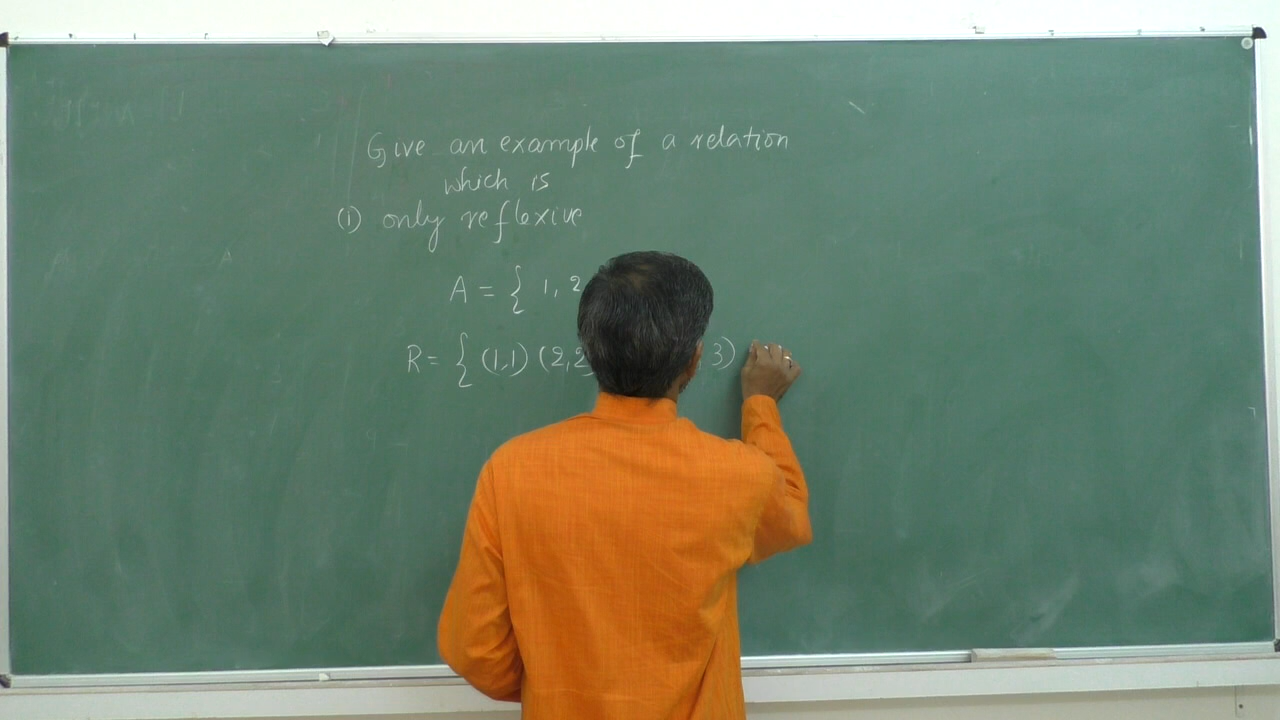 Give an example of a relation
which is
(1) only reflexive
A = { 1, 2
R = { (1,1) (2,2) , 3)